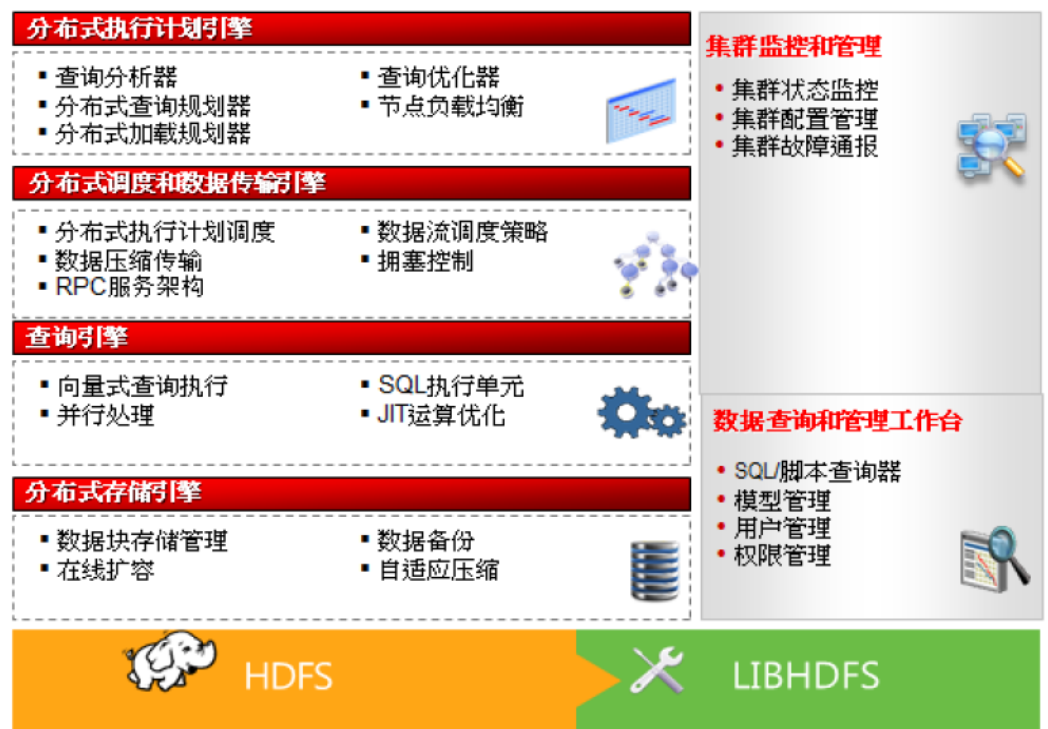 分布式执行计划引擎
查询分析器
查询优化器
分布式查询规划器
节点负载均衡
分布式加载规划器
分布式调度和数据传输引擎
分布式执行计划调度
数据流调度策略
数据压缩传输
拥塞控制
RPC服务架构
查询引擎
向量式查询执行
SQL执行单元
并行处理
JIT运算优化
分布式存储引擎
数据块存储管理
数据备份
在线扩容
自适应压缩
集群监控和管理
集群状态监控
集群配置管理
集群故障通报
数据查询和管理工作台
SQL/脚本查询器
模型管理
用户管理
权限管理
HDFS
LIBHDFS